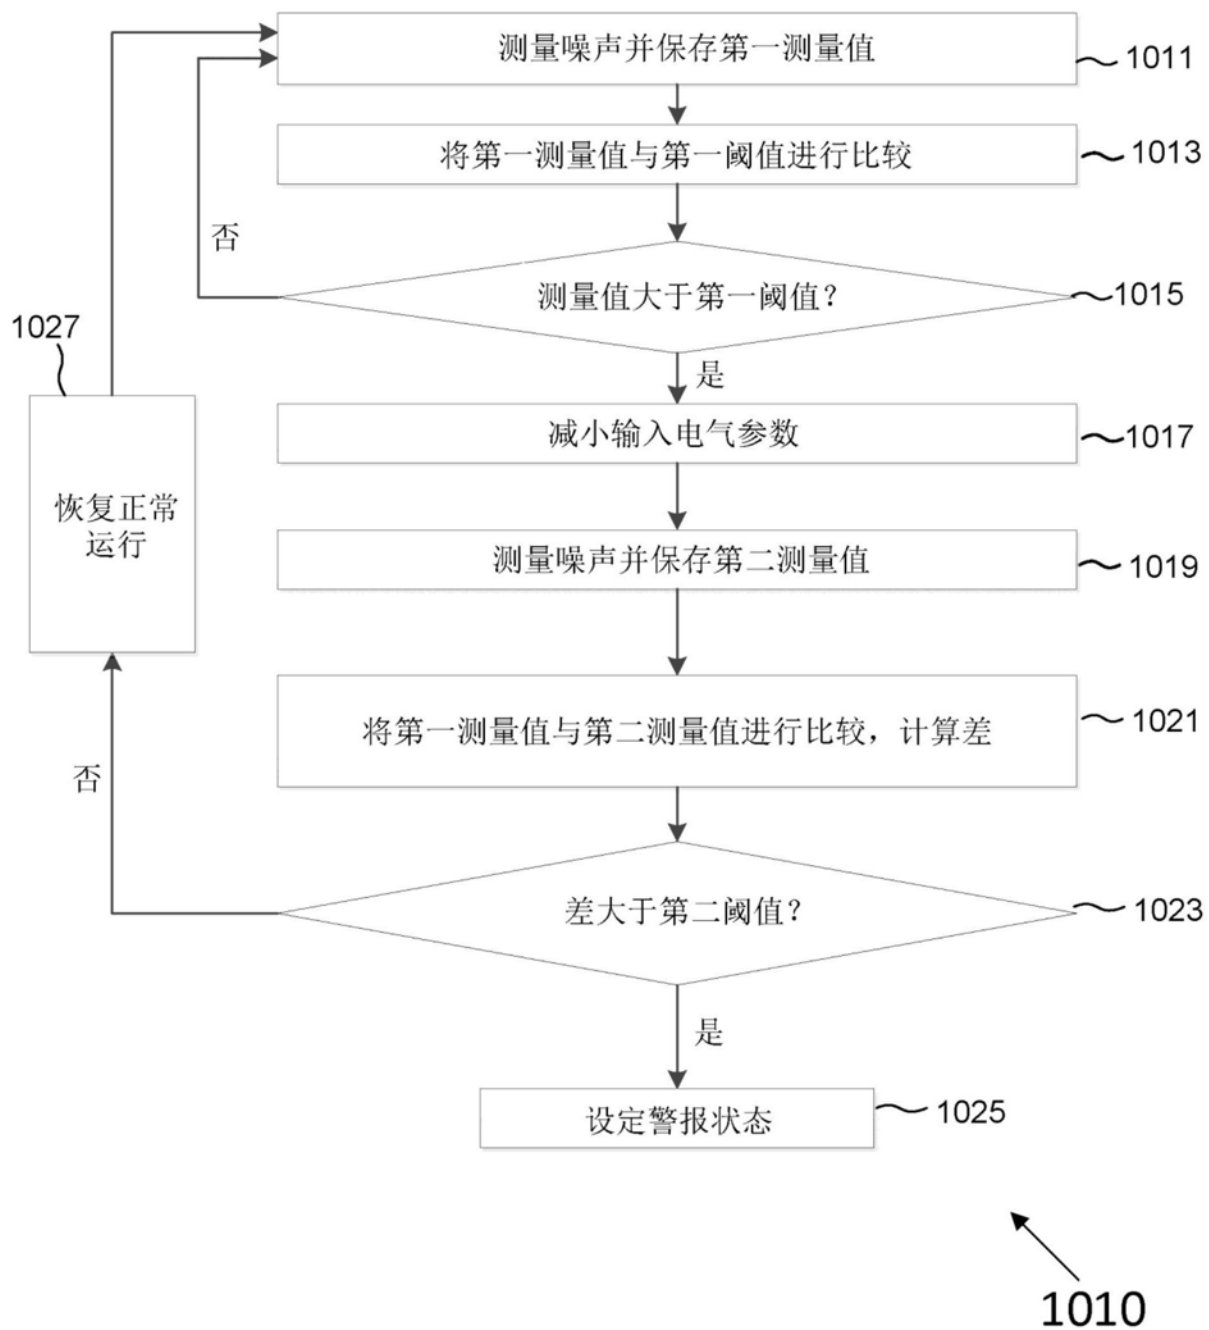 测量噪声并保存第一测量值
1011
将第一测量值与第一阈值进行比较
1013
否
测量值大于第一阈值？
1015
1027
是
减小输入电气参数
1017
恢复正常
运行
测量噪声并保存第二测量值
1019
将第一测量值与第二测量值进行比较，计算差
1021
否
差大于第二阈值？
1023
是
设定警报状态
1025
1010